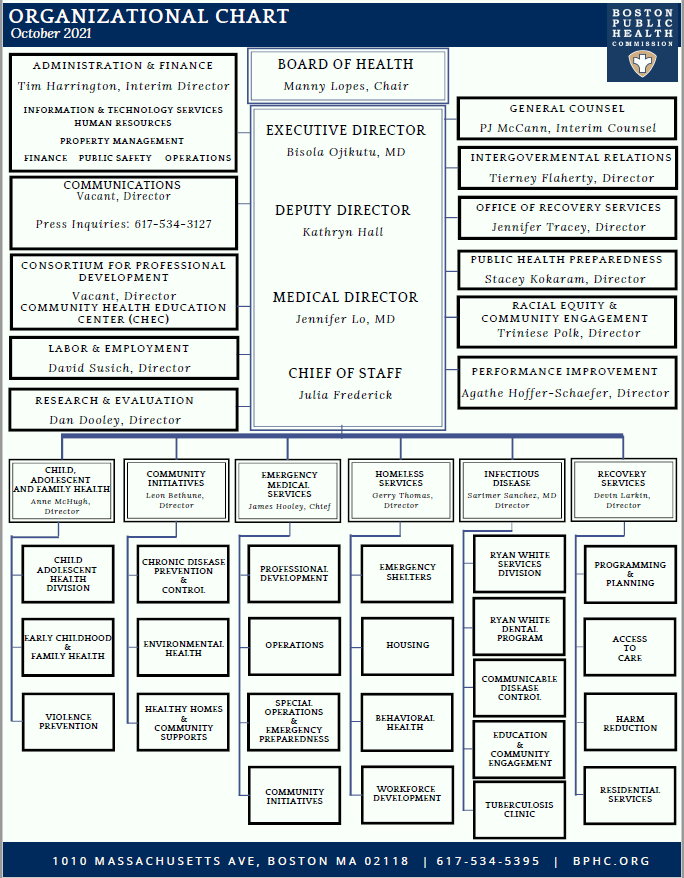 ORGANIZATIONAL CHART
October 2021
BOSTON
PUBLIC
HEALTH
COMMISSION
ADMINISTRATION & FINANCE
Tim Harrington, Interim Director
INFORMATION & TECHNOLOGY SERVICES
HUMAN RESOURCES
PROPERTY MANAGEMENT
FINANCE PUBLIC SAFETY OPERATIONS
COMMUNICATIONS
Vacant, Director
Press Inquiries: 617-534-3127
CONSORTIUM FOR PROFESSIONAL
DEVELOPMENT
Vacant, Director
COMMUNITY HEALTH EDUCATION
CENTER (CHEC)
LABOR & EMPLOYMENT
David Susich, Director
RESEARCH & EVALUATION
Dan Dooley, Director
BOARD OF HEALTH
Manny Lopes, Chair
EXECUTIVE DIRECTOR
Bisola Ojikutu, MD
DEPUTY DIRECTOR
Kathryn Hall
MEDICAL DIRECTOR
Jennifer Lo, MD
CHIEF OF STAFF
Julia Frederick
GENERAL COUNSEL
PJ McCann, Interim Counsel
INTERGOVERMENTAL RELATIONS
Tierney Flaherty, Director
OFFICE OF RECOVERY SERVICES
Jennifer Tracey, Director
PUBLIC HEALTH PREPAREDNESS
Stacey Kokaram, Director
RACIAL EQUITY &
COMMUNITY ENGAGEMENT
Triniese Polk, Director
PERFORMANCE IMPROVEMENT
Agathe Hoffer-Schaefer, Director
CHILD,
ADOLESCENT
AND FAMILY HEALTH
Anne McHugh,
Director
CHILD
ADOLESCENT
HEALTH
DIVISION
EARLY CHILDHOOD
&
FAMILY HEALTH
VIOLENCE
PREVENTION
COMMUNITY
INITIATIVES
Leon Bethune,
Director
CHRONIC DISEASE
PREVENTION
&
CONTROL
ENVIRONMENTAL
HEALTH
HEALTHY HOMES
&
COMMUNITY
SUPPORTS
EMERGENCY
MEDICAL
SERVICES
James Hooley, Chief
PROFESSIONAL
DEVELOPMENT
OPERATIONS
SPECIAL
OPERATIONS
&
EMERGENCY
PREPAREDNESS
COMMUNITY
INITIATIVES
HOMELESS
SERVICES
Gerry Thomas,
Director
EMERGENCY
SHELTERS
HOUSING
BEHAVIORAL
HEALTH
WORKFORCE
DEVELOPMENT
INFECTIOUS
DISEASE
Sarimer Sanchez, MD
Director
RYAN WHITE
SERVICES
DIVISION
RYAN WHITE
DENTAL
PROGRAM
COMMUNICABLE
DISEASE
CONTROL
EDUCATION
&
COMMUNITY
ENGAGEMENT
TUBERCULOSIS
CLINIC
RECOVERY
SERVICES
Devin Larkin,
Director
PROGRAMMING
&
PLANNING
ACCESS
TO
CARE
HARM
REDUCTION
RESIDENTIAL
SERVICES
1010 MASSACHUSETTS AVE, BOSTON MA 02118 | 617-534-5395 | BPHC.ORG